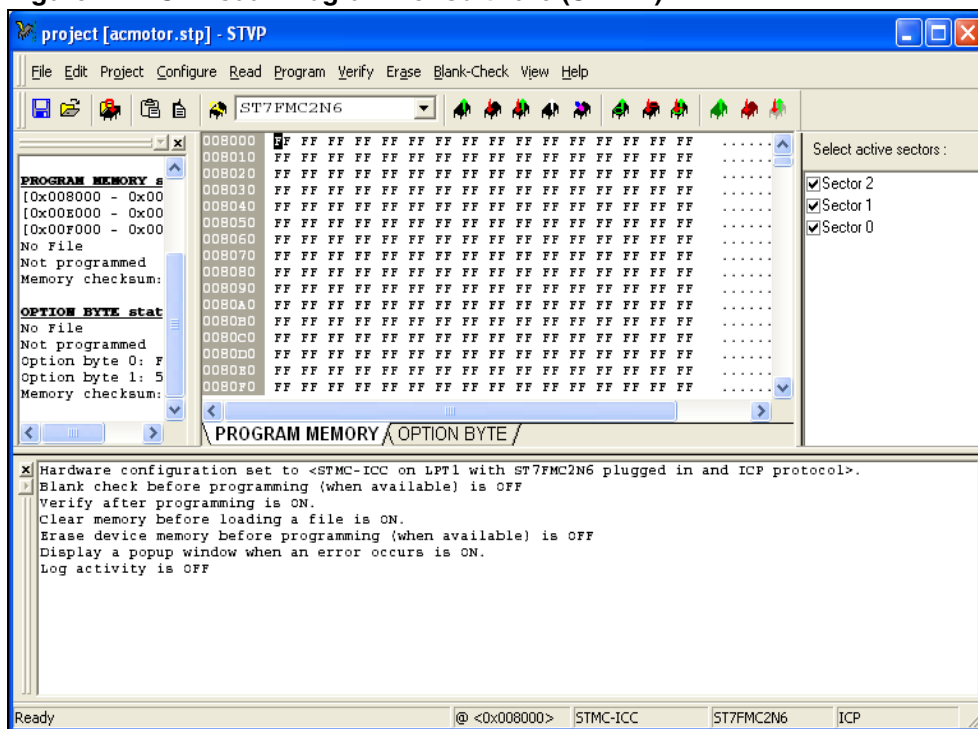 project [acmotor.stp] - STVP
File Edit Project Configure Read Program Verify Erase Blank-Check View Help
ST7FMC2N6
PROGRAM MEMORY s
[0x008000 - 0x00
[0x00E000 - 0x00
[0x00F000 - 0x00
No File
Not programmed
Memory checksum:
OPTION BYTE stat
No File
Not programmed
Option byte 0: F
Option byte 1: 5
Memory checksum:
008000 FF FF FF FF FF FF FF FF FF FF FF FF FF FF FF FF ......
008010 FF FF FF FF FF FF FF FF FF FF FF FF FF FF FF FF ......
008020 FF FF FF FF FF FF FF FF FF FF FF FF FF FF FF FF ......
008030 FF FF FF FF FF FF FF FF FF FF FF FF FF FF FF FF ......
008040 FF FF FF FF FF FF FF FF FF FF FF FF FF FF FF FF ......
008050 FF FF FF FF FF FF FF FF FF FF FF FF FF FF FF FF ......
008060 FF FF FF FF FF FF FF FF FF FF FF FF FF FF FF FF ......
008070 FF FF FF FF FF FF FF FF FF FF FF FF FF FF FF FF ......
008080 FF FF FF FF FF FF FF FF FF FF FF FF FF FF FF FF ......
008090 FF FF FF FF FF FF FF FF FF FF FF FF FF FF FF FF ......
0080A0 FF FF FF FF FF FF FF FF FF FF FF FF FF FF FF FF ......
0080B0 FF FF FF FF FF FF FF FF FF FF FF FF FF FF FF FF ......
0080C0 FF FF FF FF FF FF FF FF FF FF FF FF FF FF FF FF ......
0080D0 FF FF FF FF FF FF FF FF FF FF FF FF FF FF FF FF ......
0080E0 FF FF FF FF FF FF FF FF FF FF FF FF FF FF FF FF ......
0080F0 FF FF FF FF FF FF FF FF FF FF FF FF FF FF FF FF ......
PROGRAM MEMORY OPTION BYTE
Select active sectors :
Sector 2
Sector 1
Sector 0
Hardware configuration set to <STMC-ICC on LPT1 with ST7FMC2N6 plugged in and ICP protocol>.
Blank check before programming (when available) is OFF
Verify after programming is ON.
Clear memory before loading a file is ON.
Erase device memory before programming (when available) is OFF
Display a popup window when an error occurs is ON.
Log activity is OFF
Ready @ <0x008000> STMC-ICC ST7FMC2N6 ICP